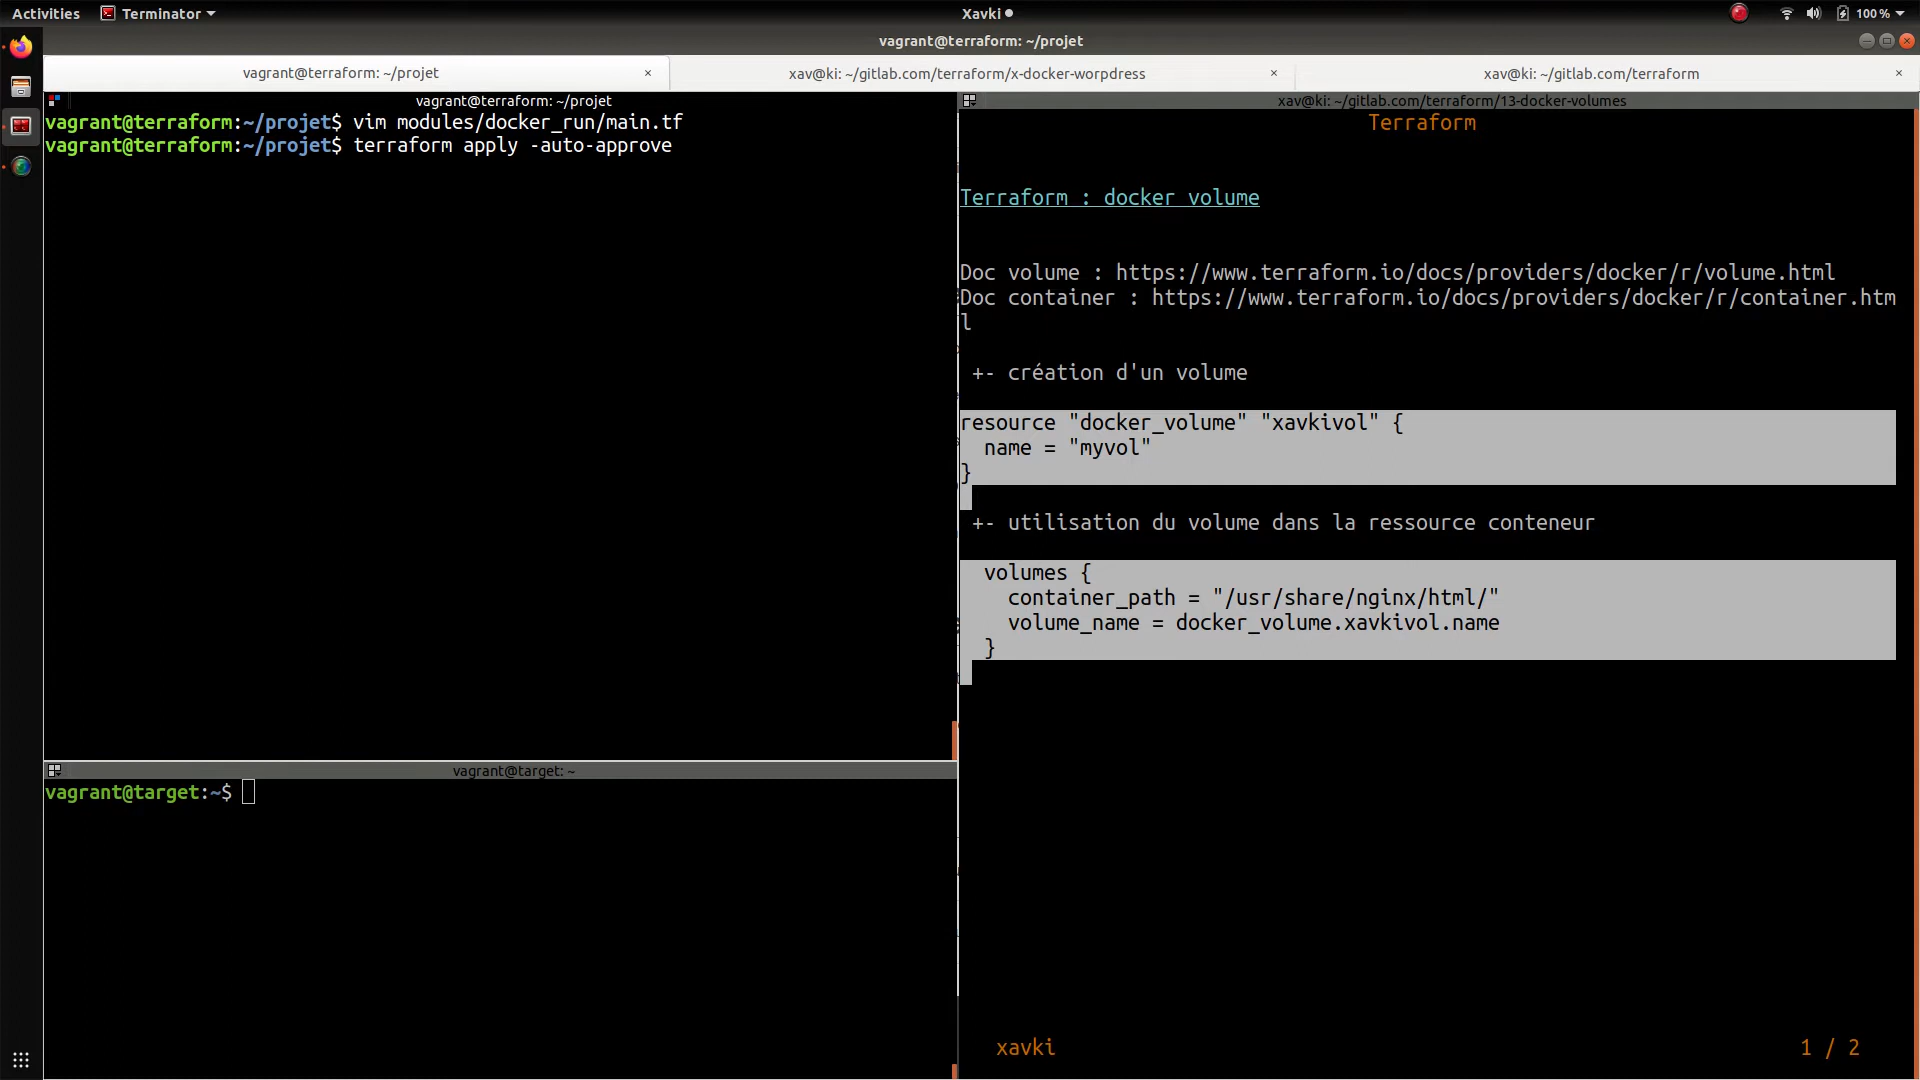 Activities
Terminator
Xavki
100 %
vagrant@terraform: ~/projet
vagrant@terraform: ~/projet ×
xav@ki: ~/gitlab.com/terraform/x-docker-worpdress ×
xav@ki: ~/gitlab.com/terraform ×
vagrant@terraform: ~/projet
vagrant@terraform:~/projet$ vim modules/docker_run/main.tf
vagrant@terraform:~/projet$ terraform apply -auto-approve
vagrant@target: ~
vagrant@target:~$
xav@ki: ~/gitlab.com/terraform/13-docker-volumes
Terraform
Terraform : docker volume
Doc volume : https://www.terraform.io/docs/providers/docker/r/volume.html
Doc container : https://www.terraform.io/docs/providers/docker/r/container.htm
l
+- création d'un volume
resource "docker_volume" "xavkivol" {
  name = "myvol"
}
+- utilisation du volume dans la ressource conteneur
  volumes {
    container_path = "/usr/share/nginx/html/"
    volume_name = docker_volume.xavkivol.name
  }
xavki
1 / 2